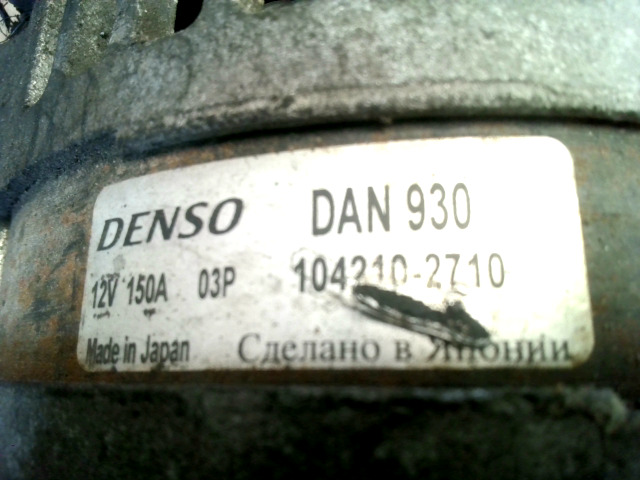 DENSO DAN 930
12V 150A 03P 104210-2710
Made in Japan Сделано в Японии